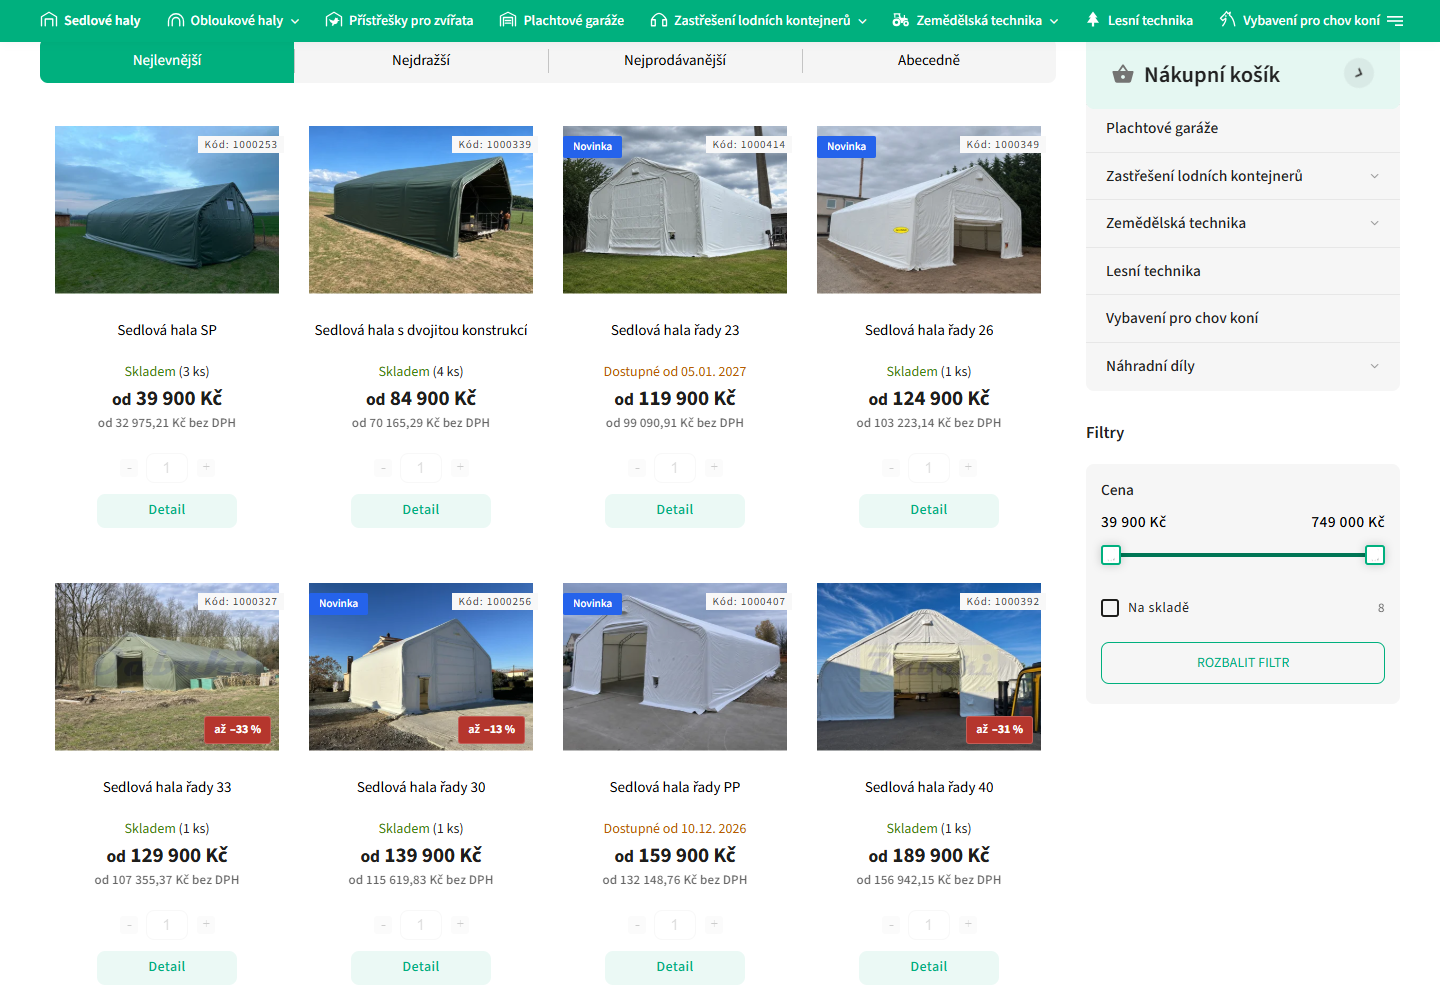 Sedlové haly
Obloukové haly
Přístřešky pro zvířata
Plachtové garáže
Zastřešení lodních kontejnerů
Zemědělská technika
Lesní technika
Vybavení pro chov koní
Nejlevnější
Nejdražší
Nejprodávanější
Abecedně
Nákupní košík
Plachtové garáže
Zastřešení lodních kontejnerů
Zemědělská technika
Lesní technika
Vybavení pro chov koní
Náhradní díly
Filtry
Cena
39 900 Kč
749 000 Kč
Na skladě
8
ROZBALIT FILTR
Kód: 1000253
Sedlová hala SP
Skladem (3 ks)
od 39 900 Kč
od 32 975,21 Kč bez DPH
- 1 +
Detail
Kód: 1000339
Sedlová hala s dvojitou konstrukcí
Skladem (4 ks)
od 84 900 Kč
od 70 165,29 Kč bez DPH
- 1 +
Detail
Novinka
Kód: 1000414
Sedlová hala řady 23
Dostupné od 05.01. 2027
od 119 900 Kč
od 99 090,91 Kč bez DPH
- 1 +
Detail
Novinka
Kód: 1000349
Sedlová hala řady 26
Skladem (1 ks)
od 124 900 Kč
od 103 223,14 Kč bez DPH
- 1 +
Detail
Kód: 1000327
až –33 %
Sedlová hala řady 33
Skladem (1 ks)
od 129 900 Kč
od 107 355,37 Kč bez DPH
- 1 +
Detail
Novinka
Kód: 1000256
až –13 %
Sedlová hala řady 30
Skladem (1 ks)
od 139 900 Kč
od 115 619,83 Kč bez DPH
- 1 +
Detail
Novinka
Kód: 1000407
Sedlová hala řady PP
Dostupné od 10.12. 2026
od 159 900 Kč
od 132 148,76 Kč bez DPH
- 1 +
Detail
Kód: 1000392
až –31 %
Sedlová hala řady 40
Skladem (1 ks)
od 189 900 Kč
od 156 942,15 Kč bez DPH
- 1 +
Detail